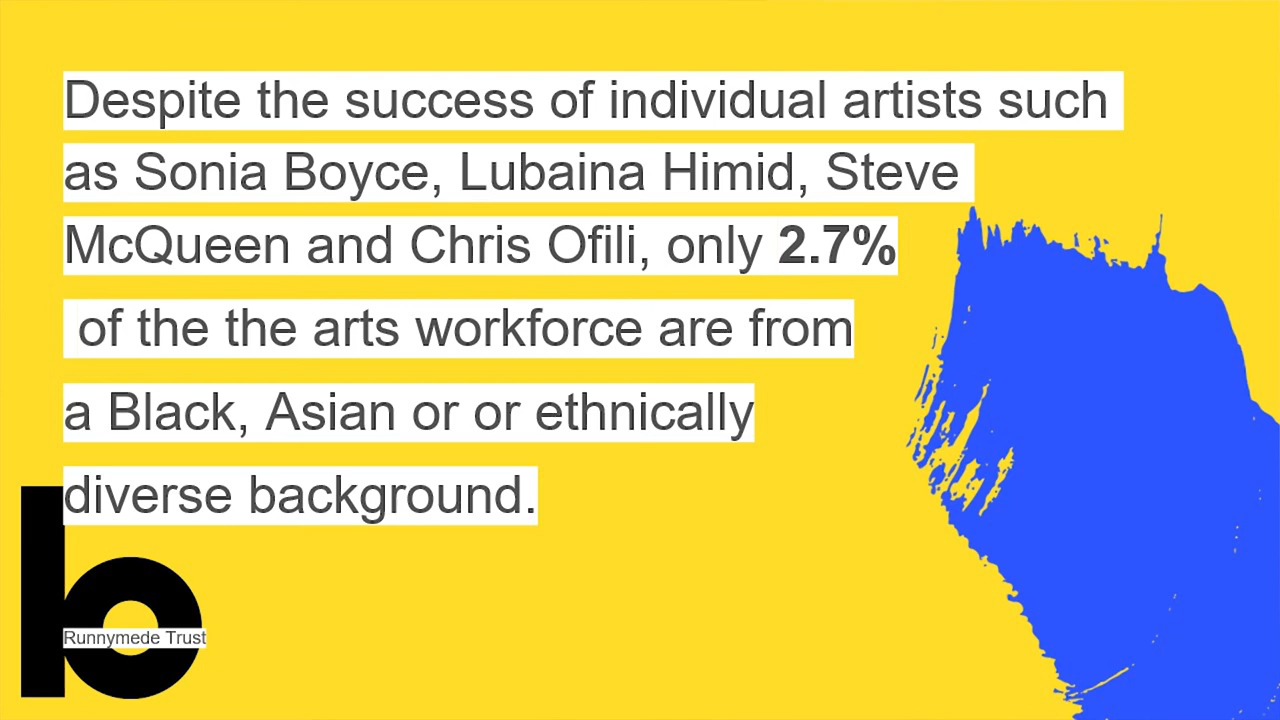 Despite the success of individual artists such
as Sonia Boyce, Lubaina Himid, Steve
McQueen and Chris Ofili, only 2.7%
of the the arts workforce are from
a Black, Asian or or ethnically
diverse background.
b
Runnymede Trust